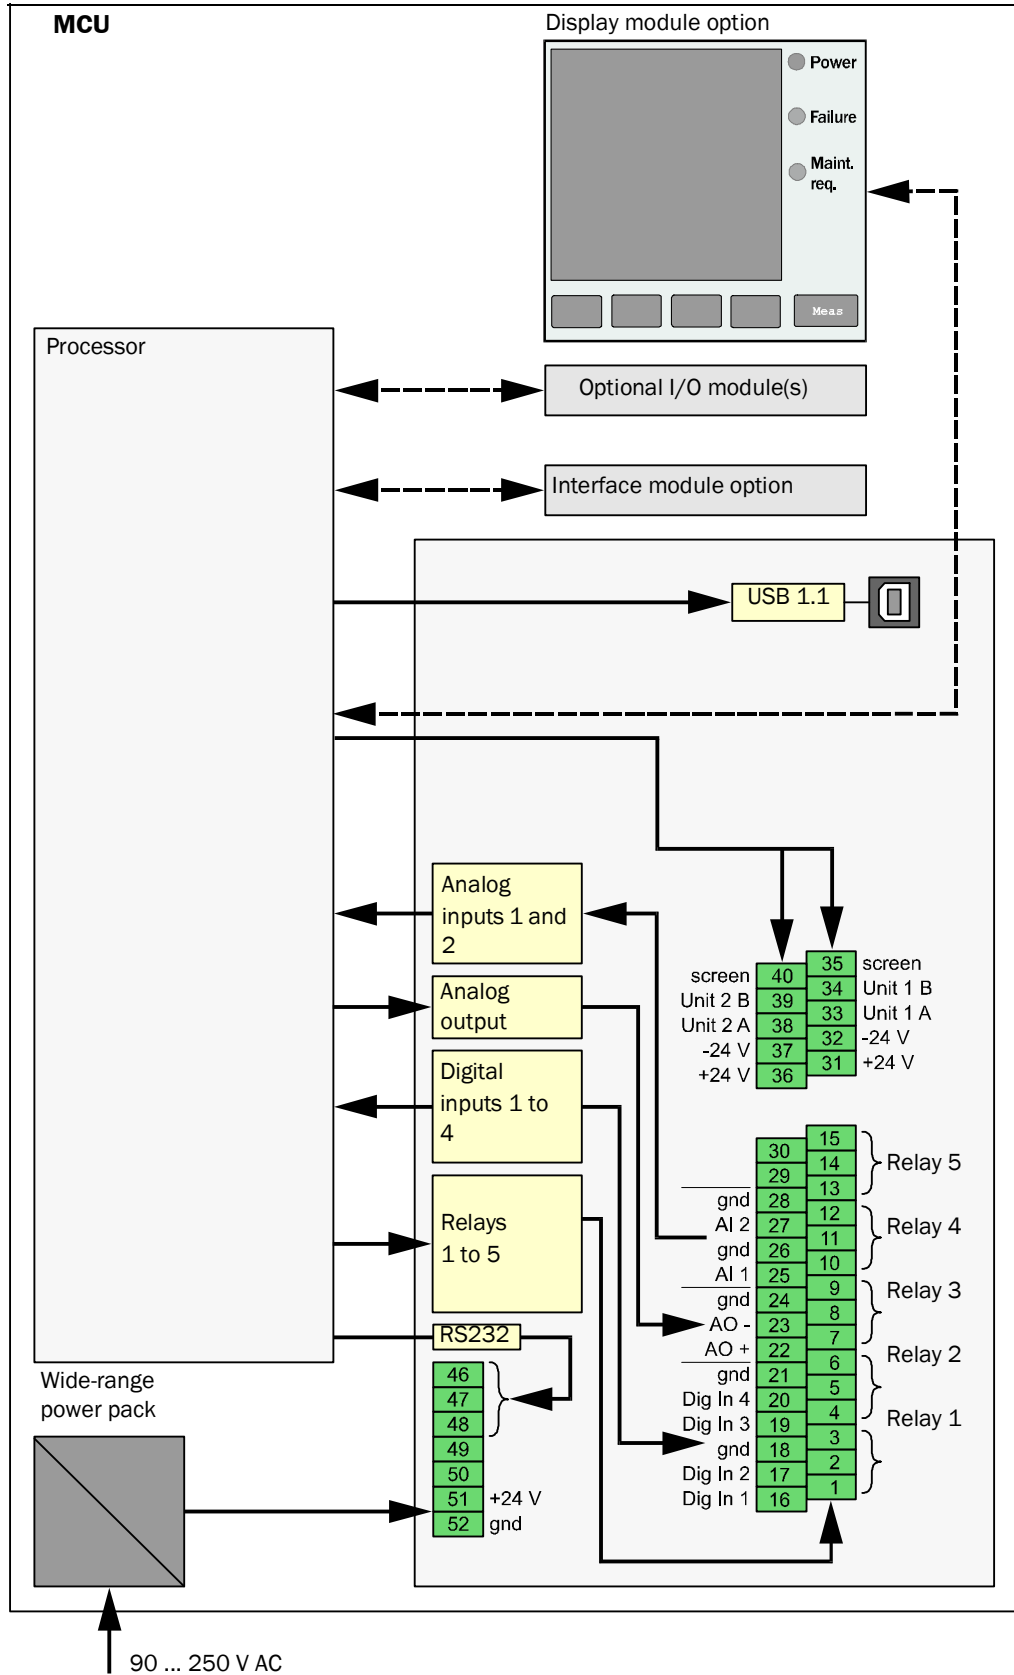 MCU
Display module option
Power
Failure
Maint.
req.
Meas
Processor
Optional I/O module(s)
Interface module option
USB 1.1
Analog
inputs 1 and
2
Analog
output
Digital
inputs 1 to
4
Relays
1 to 5
RS232
46
47
48
49
50
51 +24 V
52 gnd
screen 40
Unit 2 B 39
Unit 2 A 38
-24 V 37
+24 V 36
35 screen
34 Unit 1 B
33 Unit 1 A
32 -24 V
31 +24 V
30
29
gnd 28
AI 2 27
gnd 26
AI 1 25
gnd 24
AO - 23
AO + 22
gnd 21
Dig In 4 20
Dig In 3 19
gnd 18
Dig In 2 17
Dig In 1 16
15
14
13
12
11
10
9
8
7
6
5
4
3
2
1
Relay 5
Relay 4
Relay 3
Relay 2
Relay 1
Wide-range
power pack
90 ... 250 V AC